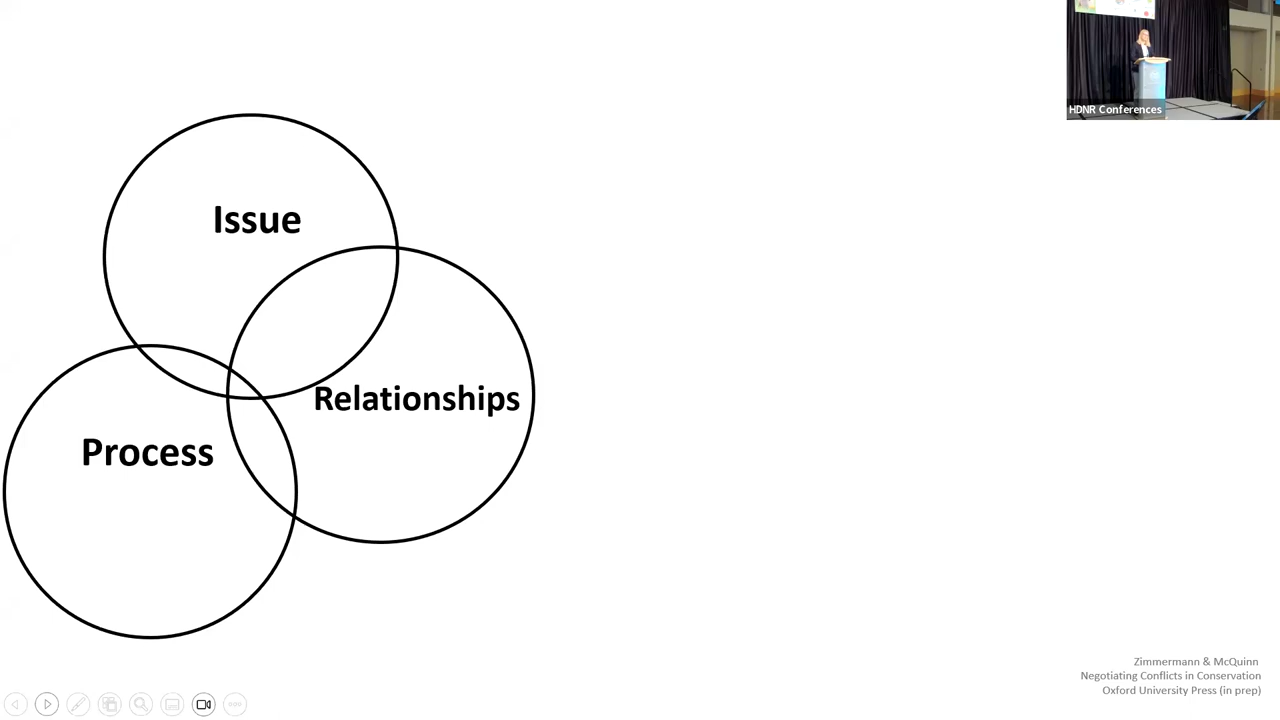 HDNR Conferences
Issue
Relationships
Process
Zimmermann & McQuinn
Negotiating Conflicts in Conservation
Oxford University Press (in prep)